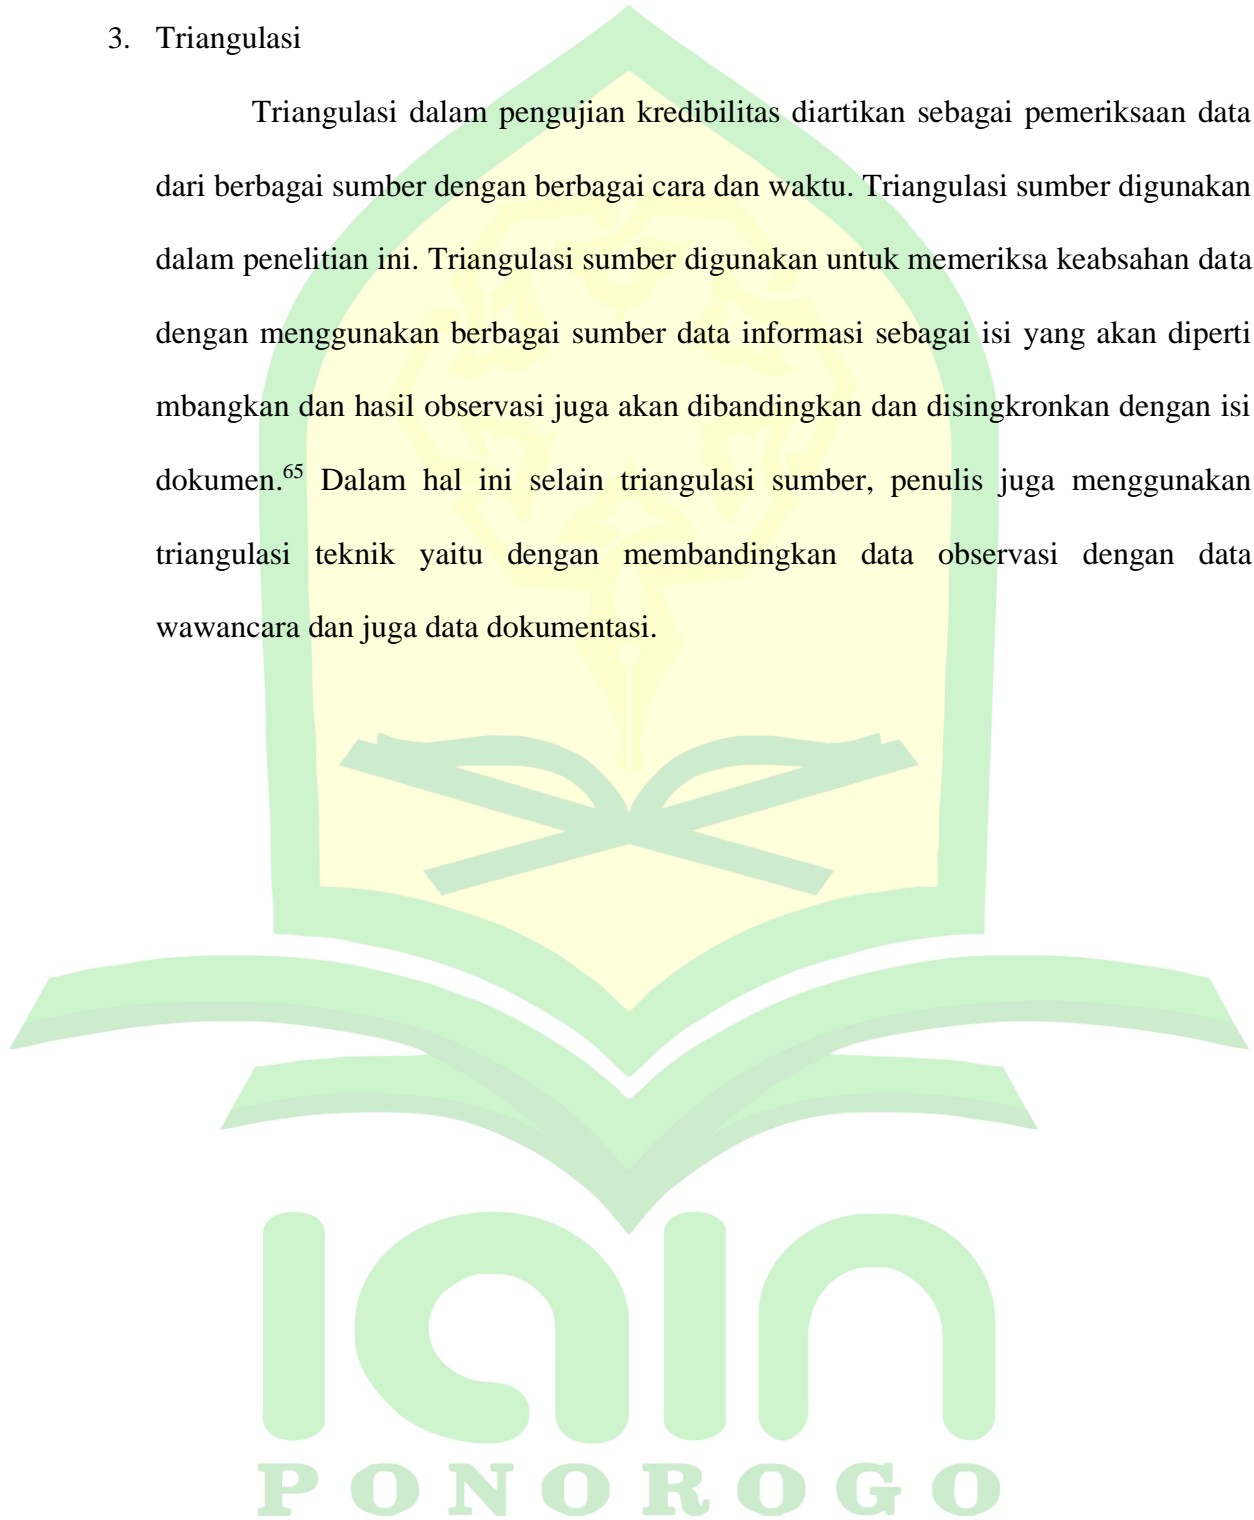 3. Triangulasi
Triangulasi dalam pengujian kredibilitas diartikan sebagai pemeriksaan data
dari berbagai sumber dengan berbagai cara dan waktu. Triangulasi sumber digunakan
dalam penelitian ini. Triangulasi sumber digunakan untuk memeriksa keabsahan data
dengan menggunakan berbagai sumber data informasi sebagai isi yang akan diperti
mbangkan dan hasil observasi juga akan dibandingkan dan disingkronkan dengan isi
dokumen.65 Dalam hal ini selain triangulasi sumber, penulis juga menggunakan
triangulasi teknik yaitu dengan membandingkan data observasi dengan data
wawancara dan juga data dokumentasi.
iain
PONOROGO